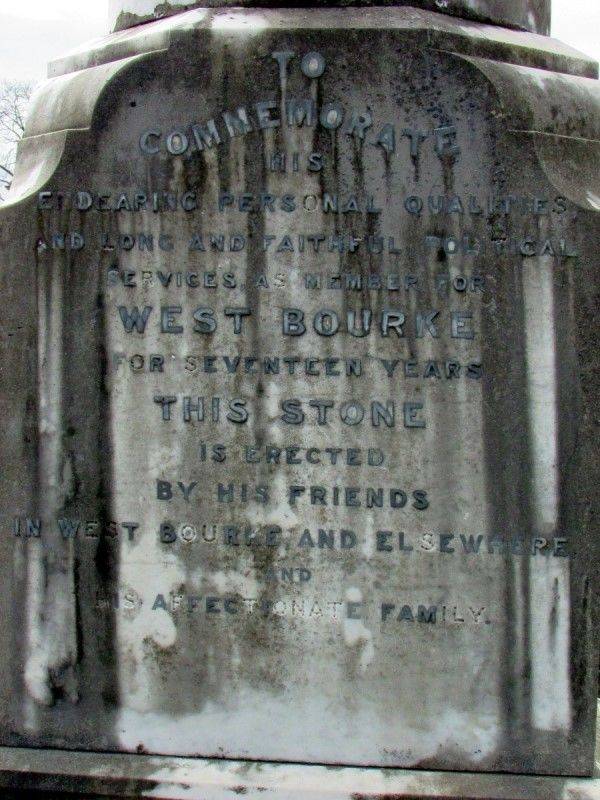 TO
COMMEMORATE
HIS
ENDEARING PERSONAL QUALITIES,
AND LONG AND FAITHFUL POLITICAL
SERVICES, AS MEMBER FOR
WEST BOURKE
FOR SEVENTEEN YEARS
THIS STONE
IS ERECTED
BY HIS FRIENDS
IN WEST BOURKE AND ELSEWHERE
AND
HIS AFFECTIONATE FAMILY.